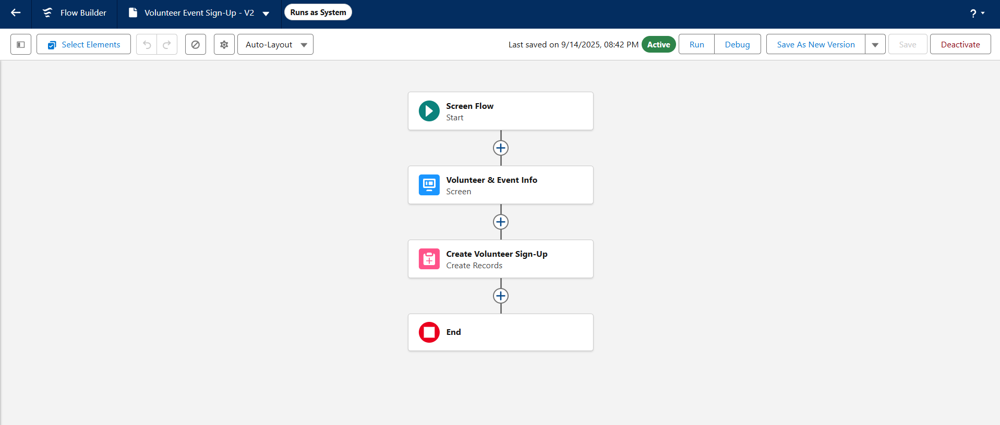 Flow Builder
Volunteer Event Sign-Up - V2
Runs as System
?
Select Elements
Auto-Layout
Last saved on 9/14/2025, 08:42 PM
Active
Run
Debug
Save As New Version
Save
Deactivate
Screen Flow
Start
Volunteer & Event Info
Screen
Create Volunteer Sign-Up
Create Records
End